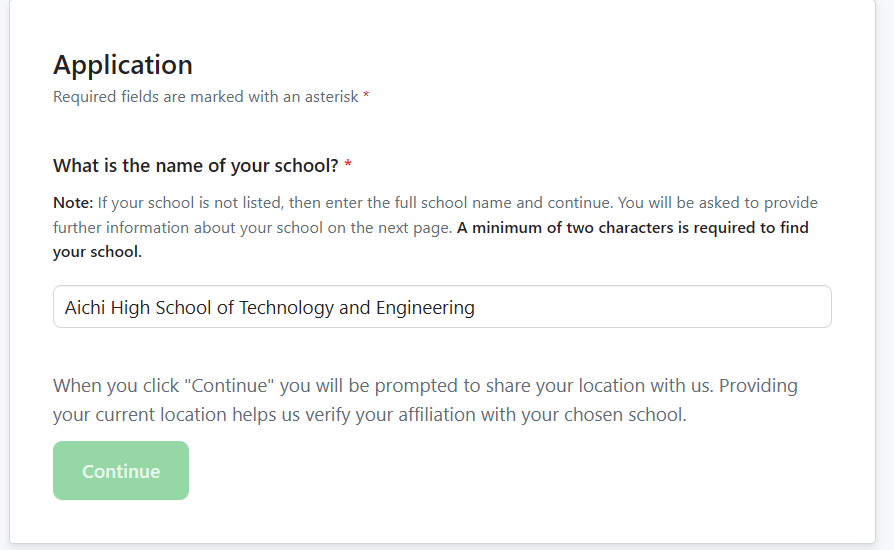 Application
Required fields are marked with an asterisk *
What is the name of your school? *
Note: If your school is not listed, then enter the full school name and continue. You will be asked to provide
further information about your school on the next page. A minimum of two characters is required to find
your school.
Aichi High School of Technology and Engineering
When you click "Continue" you will be prompted to share your location with us. Providing
your current location helps us verify your affiliation with your chosen school.
Continue